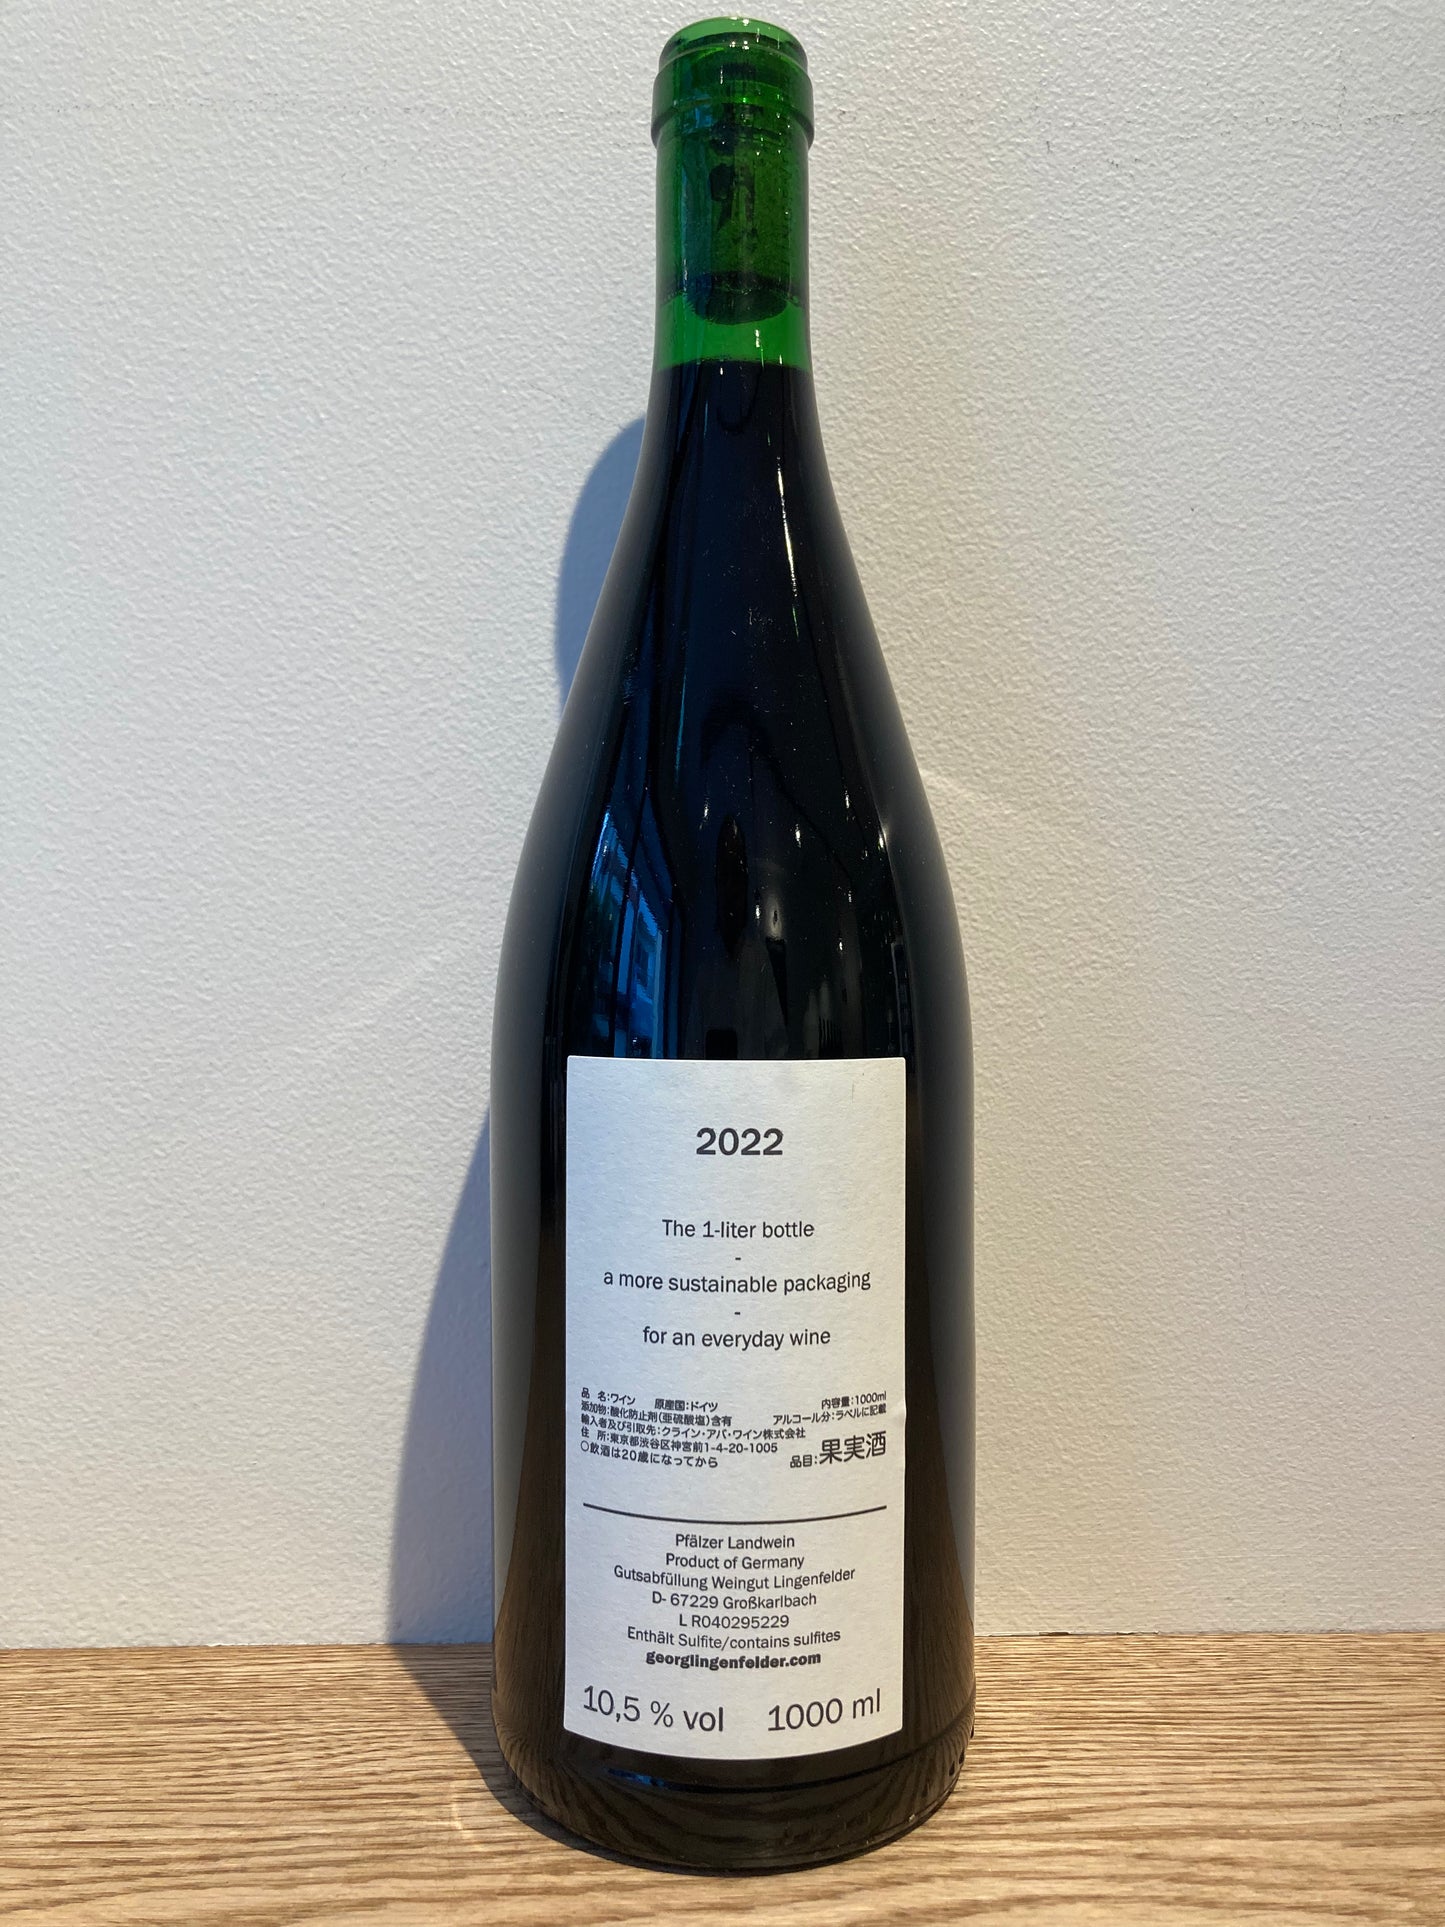 2022
The 1-liter bottle
-
a more sustainable packaging
-
for an everyday wine
品 名:ワイン 原産国:ドイツ 内容量:1000ml
添加物:酸化防止剤(亜硫酸塩)含有 アルコール分:ラベルに記載
輸入者及び引取先:クライン・アバ・ワイン株式会社
住 所:東京都渋谷区神宮前1-4-20-1005
○飲酒は20歳になってから 品目:果実酒
Pfälzer Landwein
Product of Germany
Gutsabfüllung Weingut Lingenfelder
D- 67229 Großkarlbach
L R040295229
Enthält Sulfite/contains sulfites
georglingenfelder.com
10,5 % vol 1000 ml